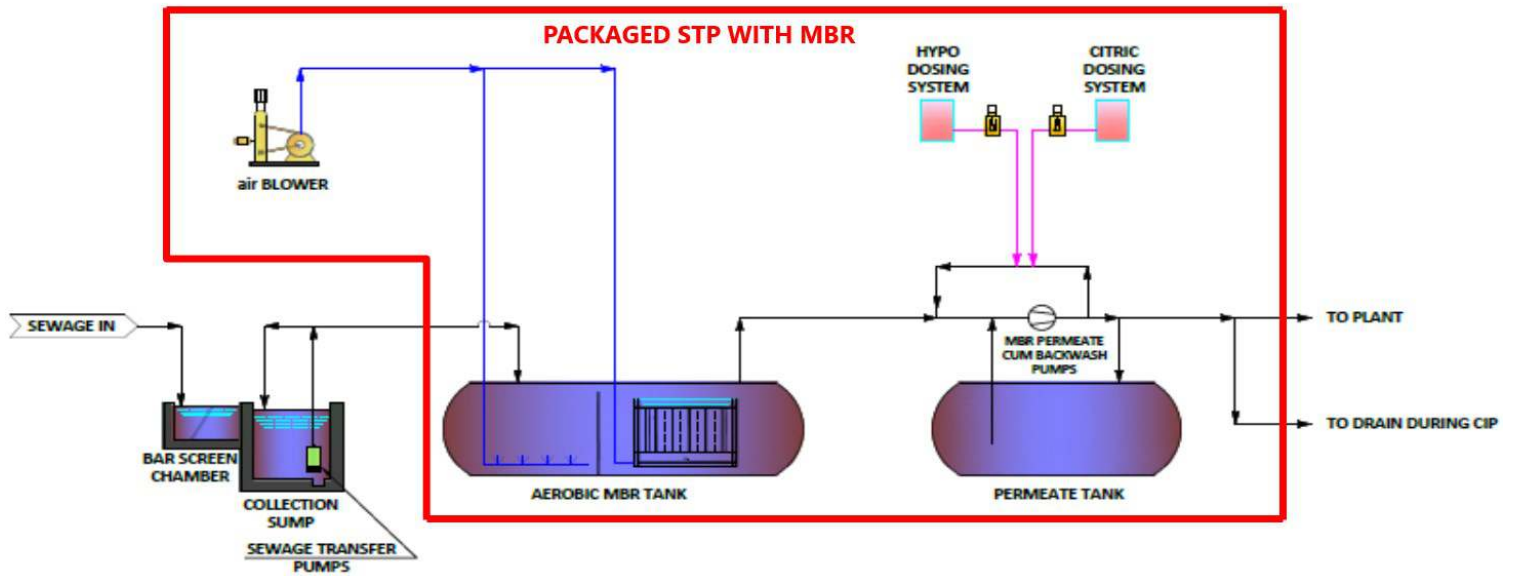 PACKAGED STP WITH MBR
HYPO
DOSING
SYSTEM
CITRIC
DOSING
SYSTEM
air BLOWER
SEWAGE IN
TO PLANT
MBR PERMEATE
CUM BACKWASH
PUMPS
TO DRAIN DURING CIP
BAR SCREEN
CHAMBER
COLLECTION
SUMP
AEROBIC MBR TANK
PERMEATE TANK
SEWAGE TRANSFER
PUMPS